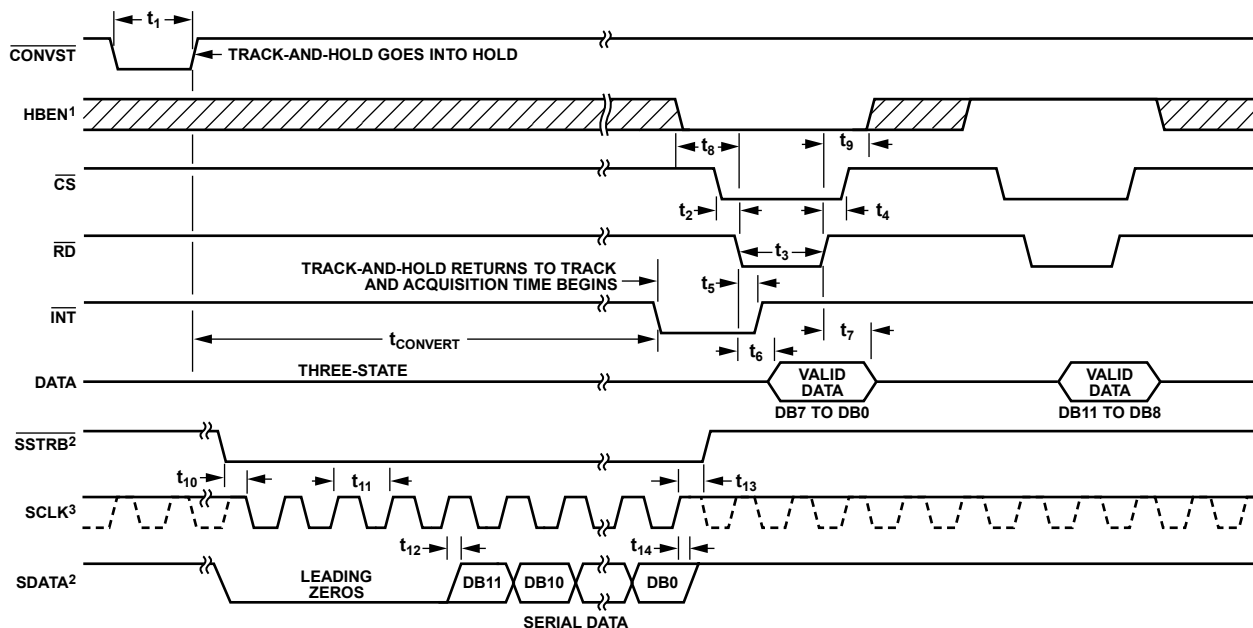 t1
CONVST
TRACK-AND-HOLD GOES INTO HOLD
HBEN1
t8
t9
CS
t2
t4
RD
t3
TRACK-AND-HOLD RETURNS TO TRACK
AND ACQUISITION TIME BEGINS
t5
INT
tCONVERT
t7
t6
THREE-STATE
DATA
VALID
DATA
VALID
DATA
DB7 TO DB0
DB11 TO DB8
SSTRB2
t10
t11
t13
SCLK3
t12
t14
SDATA2
LEADING
ZEROS
DB11
DB10
DB0
SERIAL DATA